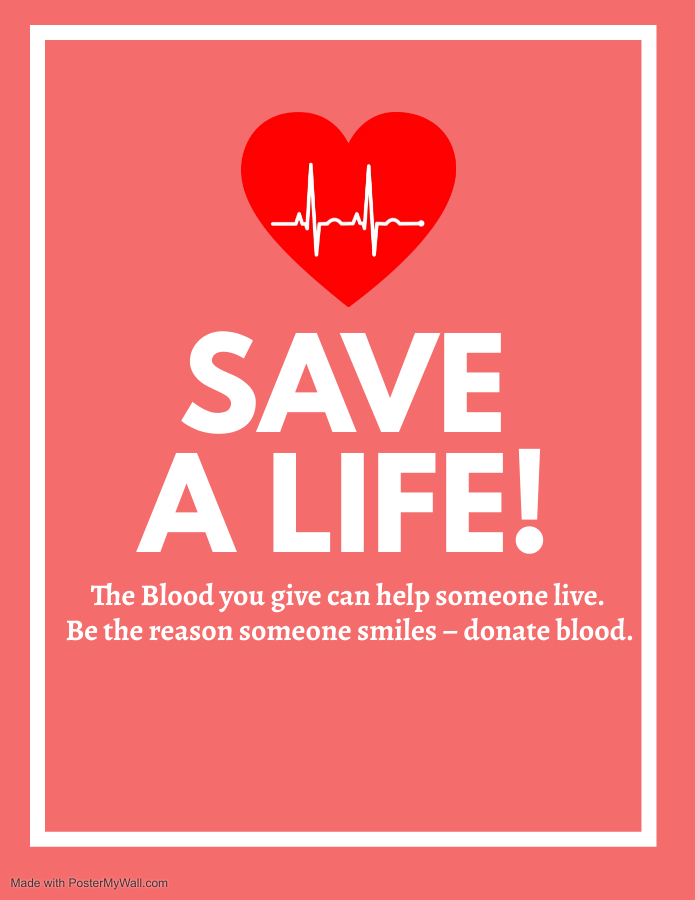 SAVE
A LIFE!
The Blood you give can help someone live.
Be the reason someone smiles – donate blood.
Made with PosterMyWall.com